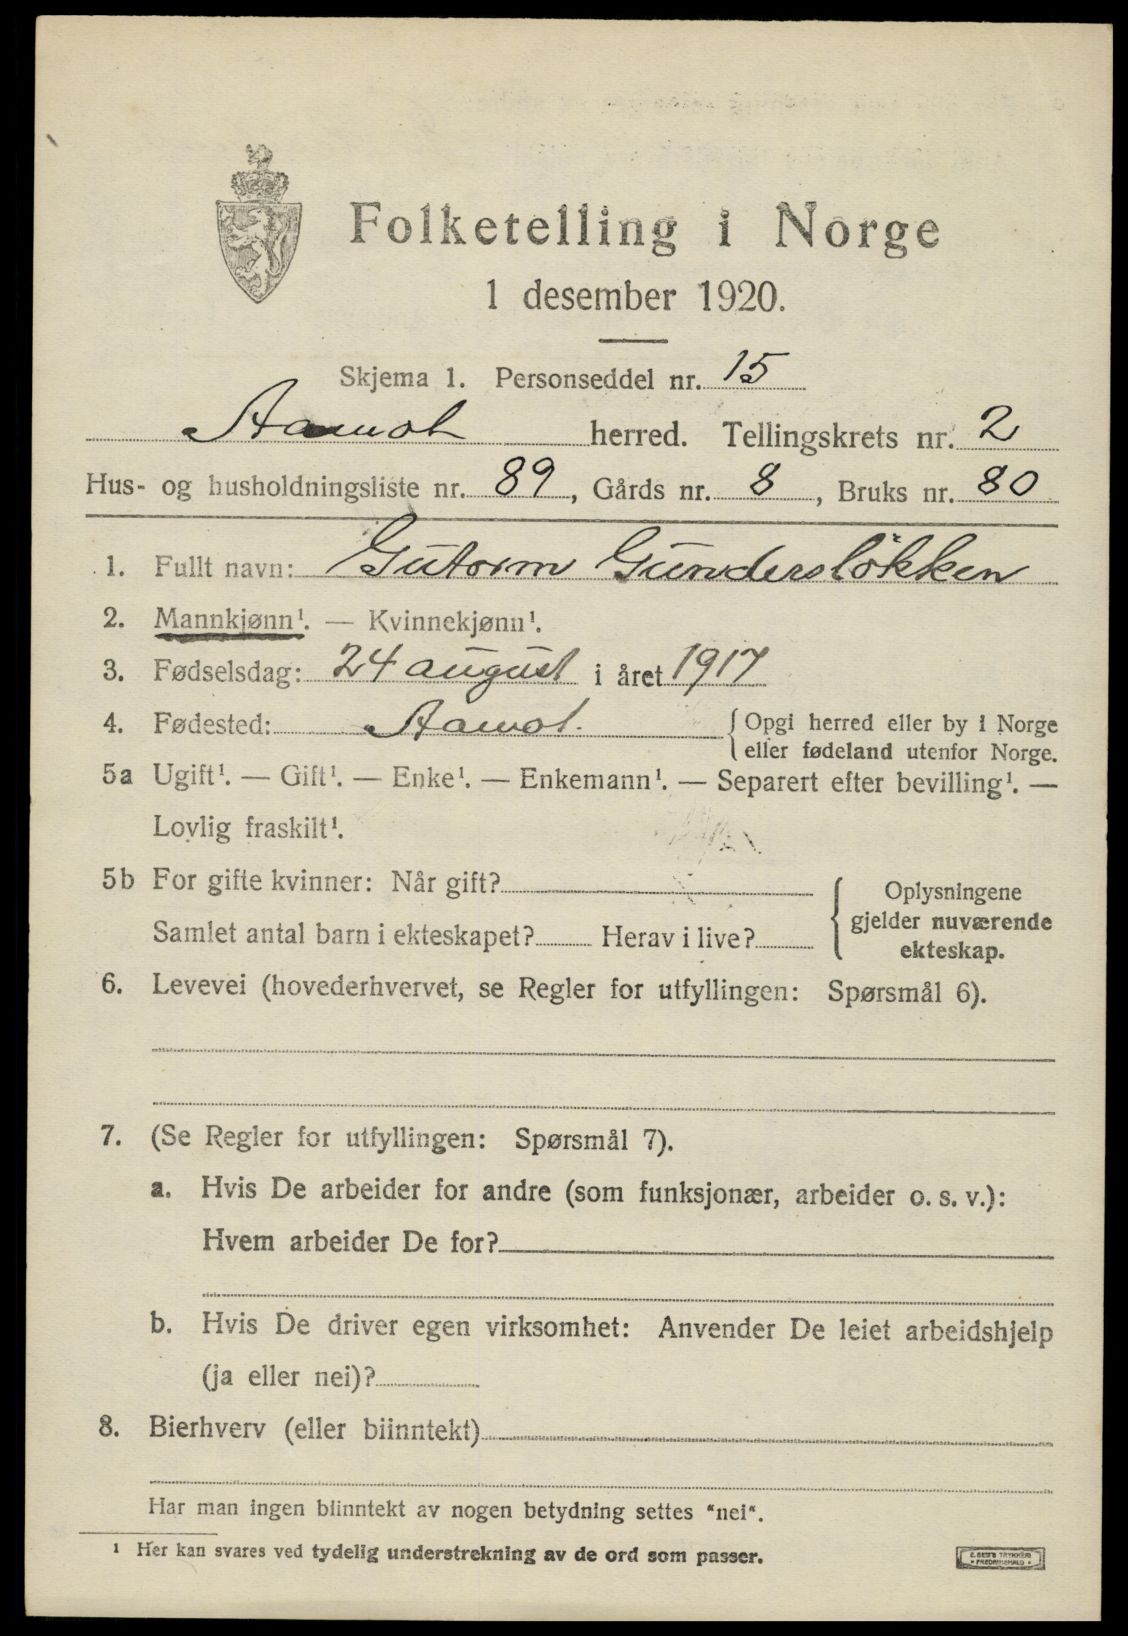 Folketelling i Norge
1 desember 1920.
Skjema 1. Personseddel nr. 15
Aamot herred. Tellingskrets nr. 2
Hus- og husholdningsliste nr. 89, Gårds nr. 8, Bruks nr. 80
1. Fullt navn: Gutorm Gundersløkken
2. Mannkjønn¹. — Kvinnekjønn¹.
3. Fødselsdag: 24 august i året 1917
4. Fødested: Aamot. { Opgi herred eller by i Norge
eller fødeland utenfor Norge.
5a Ugift¹. — Gift¹. — Enke¹. — Enkemann¹. — Separert efter bevilling¹. —
Lovlig fraskilt¹.
5b For gifte kvinner: Når gift?
Samlet antal barn i ekteskapet? Herav i live?
Oplysningene
gjelder nuværende
ekteskap.
6. Levevei (hovederhvervet, se Regler for utfyllingen: Spørsmål 6).
7. (Se Regler for utfyllingen: Spørsmål 7).
a. Hvis De arbeider for andre (som funksjonær, arbeider o. s. v.):
Hvem arbeider De for?
b. Hvis De driver egen virksomhet: Anvender De leiet arbeidshjelp
(ja eller nei)?
8. Bierhverv (eller biinntekt)
Har man ingen biinntekt av nogen betydning settes "nei".
¹ Her kan svares ved tydelig understrekning av de ord som passer.
E. SEM'S TRYKKERI
• FREDRIKSHALD •